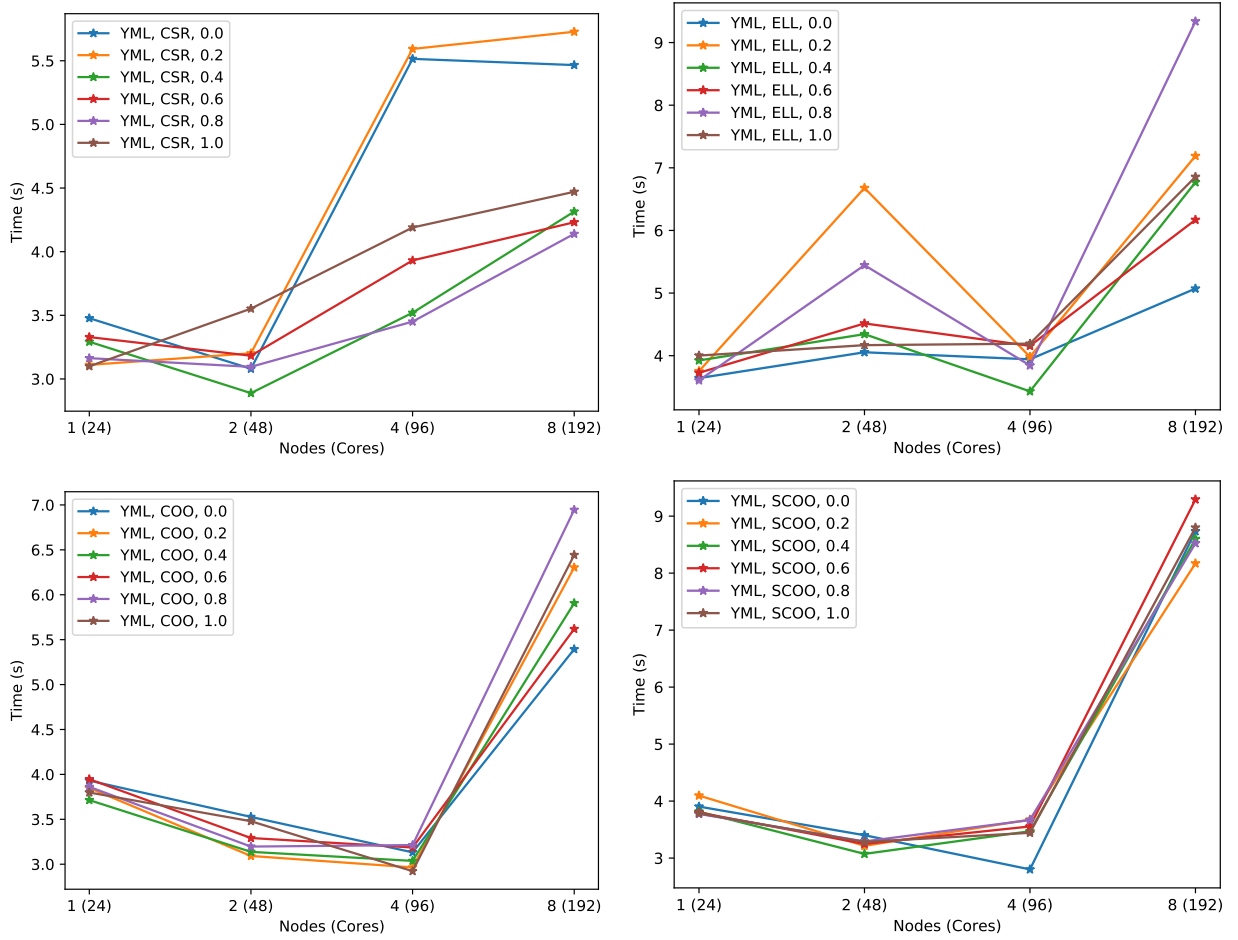 YML, CSR, 0.0
YML, CSR, 0.2
YML, CSR, 0.4
YML, CSR, 0.6
YML, CSR, 0.8
YML, CSR, 1.0
5.5
5.0
4.5
4.0
3.5
3.0
Time (s)
1 (24)
2 (48)
4 (96)
8 (192)
Nodes (Cores)
YML, ELL, 0.0
YML, ELL, 0.2
YML, ELL, 0.4
YML, ELL, 0.6
YML, ELL, 0.8
YML, ELL, 1.0
9
8
7
6
5
4
Time (s)
1 (24)
2 (48)
4 (96)
8 (192)
Nodes (Cores)
YML, COO, 0.0
YML, COO, 0.2
YML, COO, 0.4
YML, COO, 0.6
YML, COO, 0.8
YML, COO, 1.0
7.0
6.5
6.0
5.5
5.0
4.5
4.0
3.5
3.0
Time (s)
1 (24)
2 (48)
4 (96)
8 (192)
Nodes (Cores)
YML, SCOO, 0.0
YML, SCOO, 0.2
YML, SCOO, 0.4
YML, SCOO, 0.6
YML, SCOO, 0.8
YML, SCOO, 1.0
9
8
7
6
5
4
3
Time (s)
1 (24)
2 (48)
4 (96)
8 (192)
Nodes (Cores)